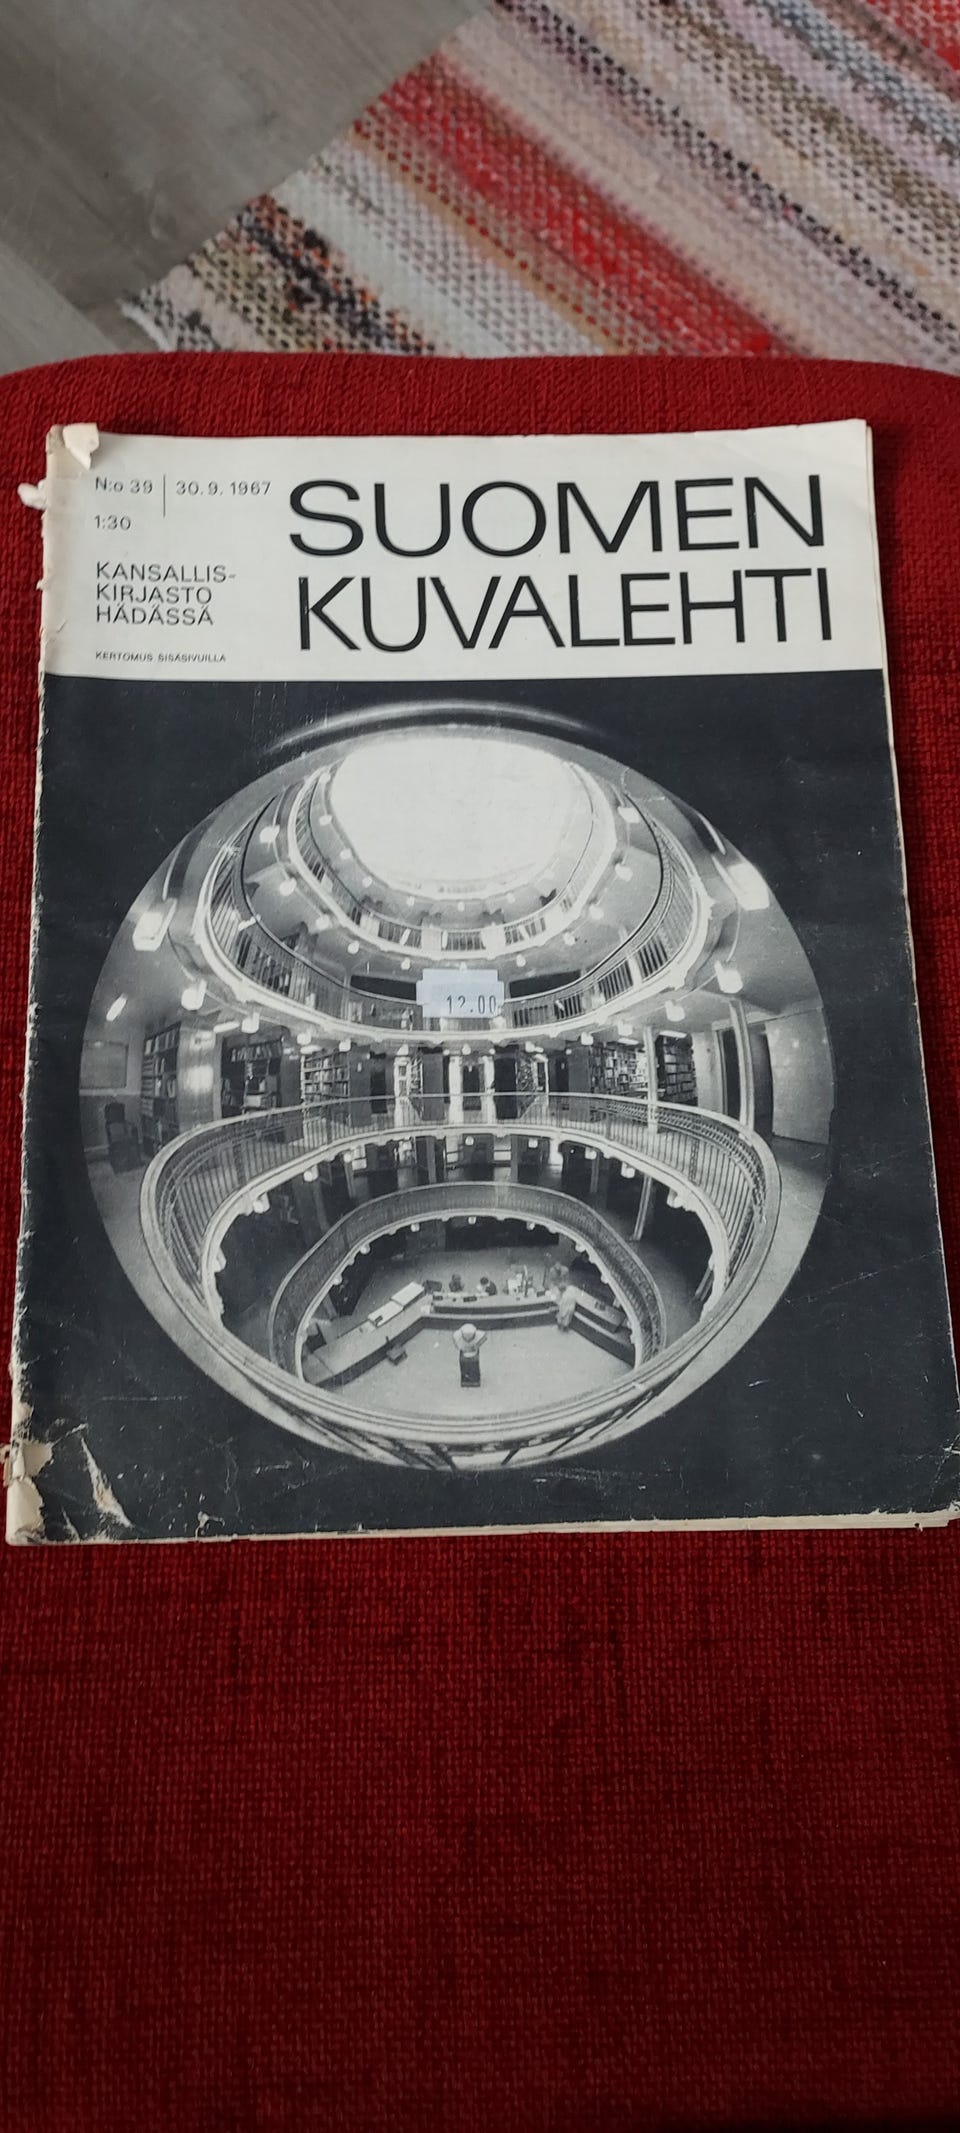 N:o 39 | 30.9.1967
1:30
SUOMEN
KUVALEHTI
KANSALLIS-
KIRJASTO
HÄDÄSSÄ
KERTOMUS SISÄSIVUILLA
12.00